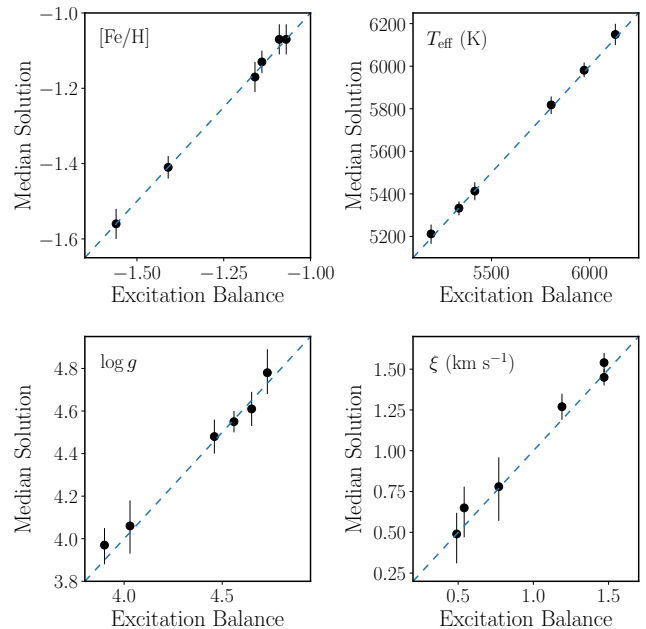 [Fe/H]
−1.0
−1.2
−1.4
−1.6
Median Solution
−1.50
−1.25
−1.00
Excitation Balance
T_eff (K)
6200
6000
5800
5600
5400
5200
Median Solution
5500
6000
Excitation Balance
log g
4.8
4.6
4.4
4.2
4.0
3.8
Median Solution
4.0
4.5
Excitation Balance
ξ (km s⁻¹)
1.50
1.25
1.00
0.75
0.50
0.25
Median Solution
0.5
1.0
1.5
Excitation Balance